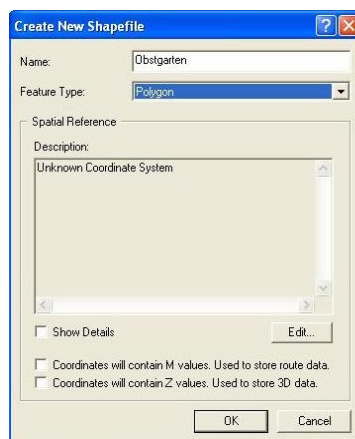 Create New Shapefile
Name: Obstgarten
Feature Type: Polygon
Spatial Reference
Description:
Unknown Coordinate System
Show Details
Edit...
Coordinates will contain M values. Used to store route data.
Coordinates will contain Z values. Used to store 3D data.
OK Cancel